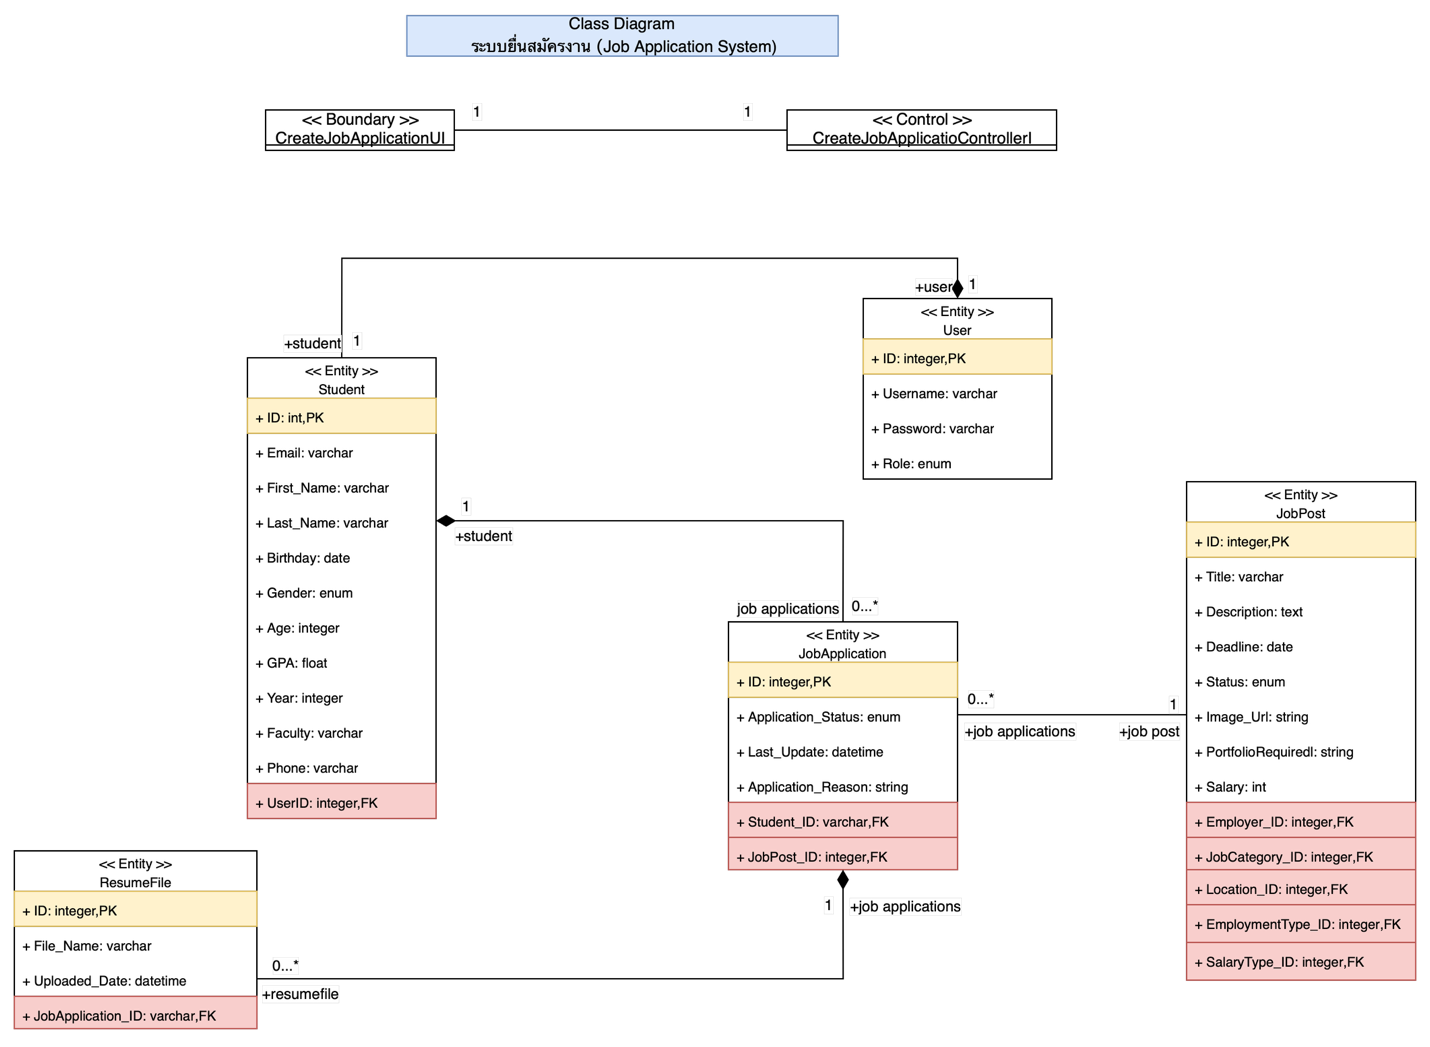 Class Diagram
ระบบยื่นสมัครงาน (Job Application System)
<< Boundary >>
CreateJobApplicationUI
1
1
<< Control >>
CreateJobApplicatioControllerI
+user
1
<< Entity >>
User
+ ID: integer,PK
+ Username: varchar
+ Password: varchar
+ Role: enum
+student
1
<< Entity >>
Student
+ ID: int,PK
+ Email: varchar
+ First_Name: varchar
+ Last_Name: varchar
+ Birthday: date
+ Gender: enum
+ Age: integer
+ GPA: float
+ Year: integer
+ Faculty: varchar
+ Phone: varchar
+ UserID: integer,FK
1
+student
job applications
0...*
<< Entity >>
JobApplication
+ ID: integer,PK
+ Application_Status: enum
+ Last_Update: datetime
+ Application_Reason: string
+ Student_ID: varchar,FK
+ JobPost_ID: integer,FK
0...*
+job applications
1
+job post
<< Entity >>
JobPost
+ ID: integer,PK
+ Title: varchar
+ Description: text
+ Deadline: date
+ Status: enum
+ Image_Url: string
+ PortfolioRequiredl: string
+ Salary: int
+ Employer_ID: integer,FK
+ JobCategory_ID: integer,FK
+ Location_ID: integer,FK
+ EmploymentType_ID: integer,FK
+ SalaryType_ID: integer,FK
1
+job applications
<< Entity >>
ResumeFile
+ ID: integer,PK
+ File_Name: varchar
+ Uploaded_Date: datetime
+ JobApplication_ID: varchar,FK
0...*
+resumefile